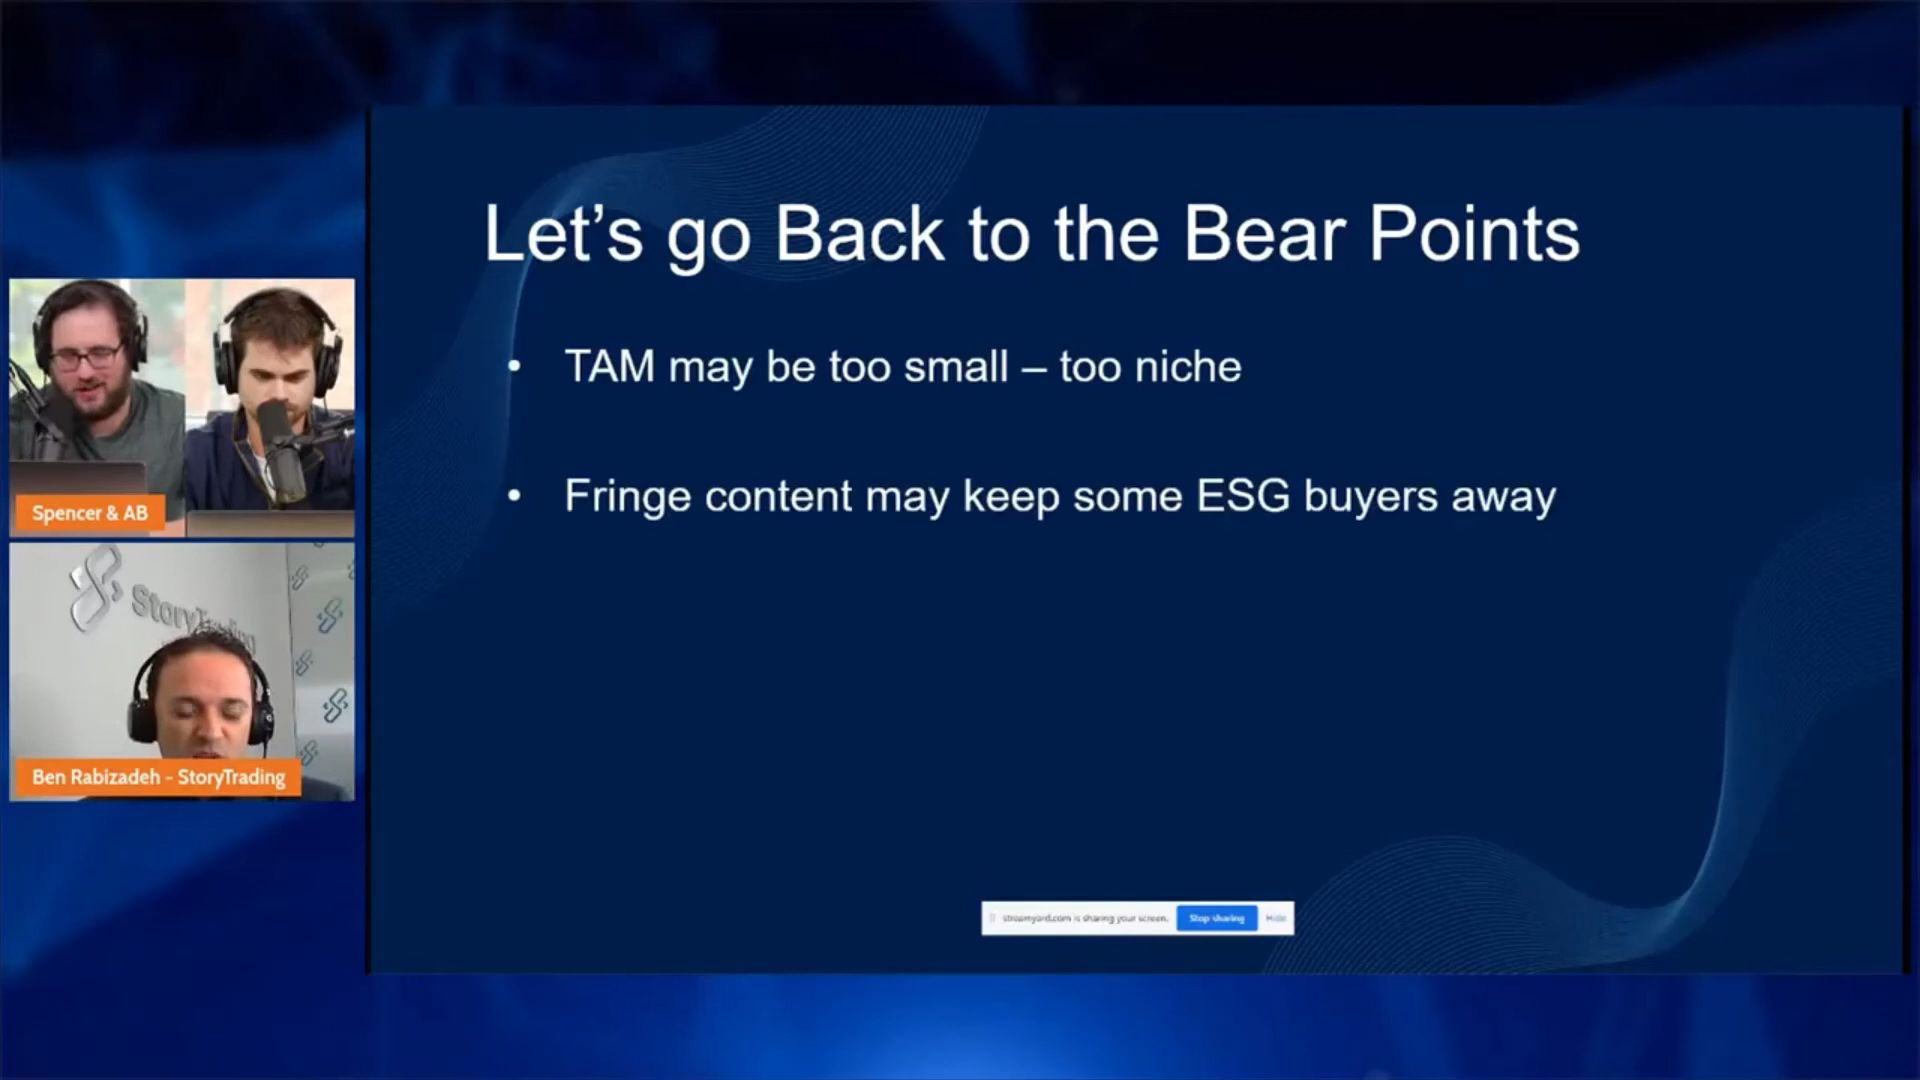 Let's go Back to the Bear Points
• TAM may be too small – too niche
• Fringe content may keep some ESG buyers away
Spencer & AB
StoryTrading
Ben Rabizadeh - StoryTrading
streamyard.com is sharing your screen. Stop sharing Hide